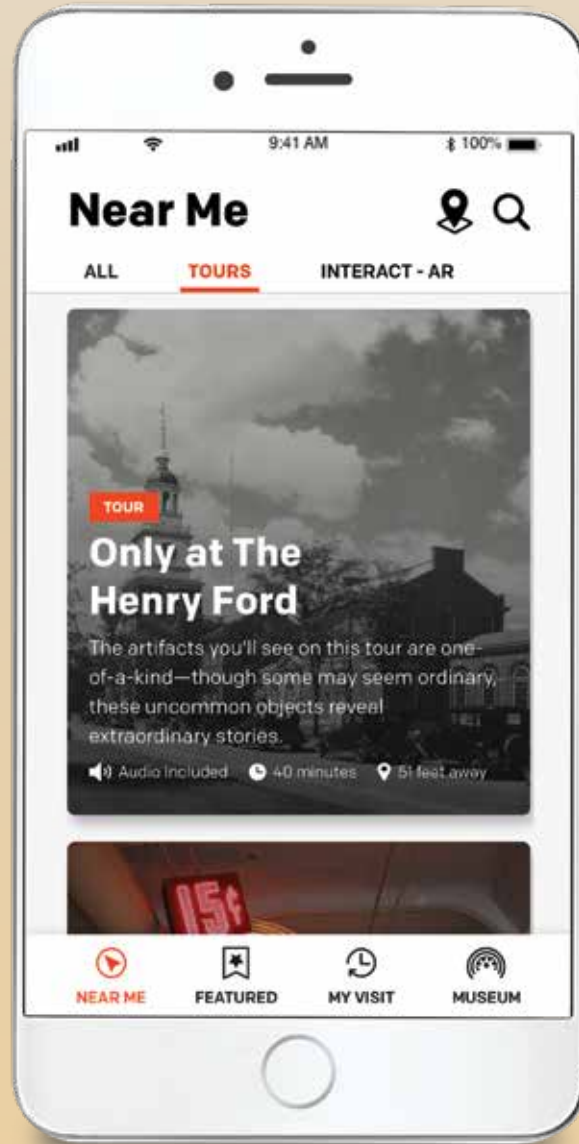 9:41 AM
100%
Near Me
ALL TOURS INTERACT - AR
TOUR
Only at The
Henry Ford
The artifacts you'll see on this tour are one-
of-a-kind—though some may seem ordinary,
these uncommon objects reveal
extraordinary stories.
Audio Included 40 minutes 51 feet away
15¢
NEAR ME FEATURED MY VISIT MUSEUM